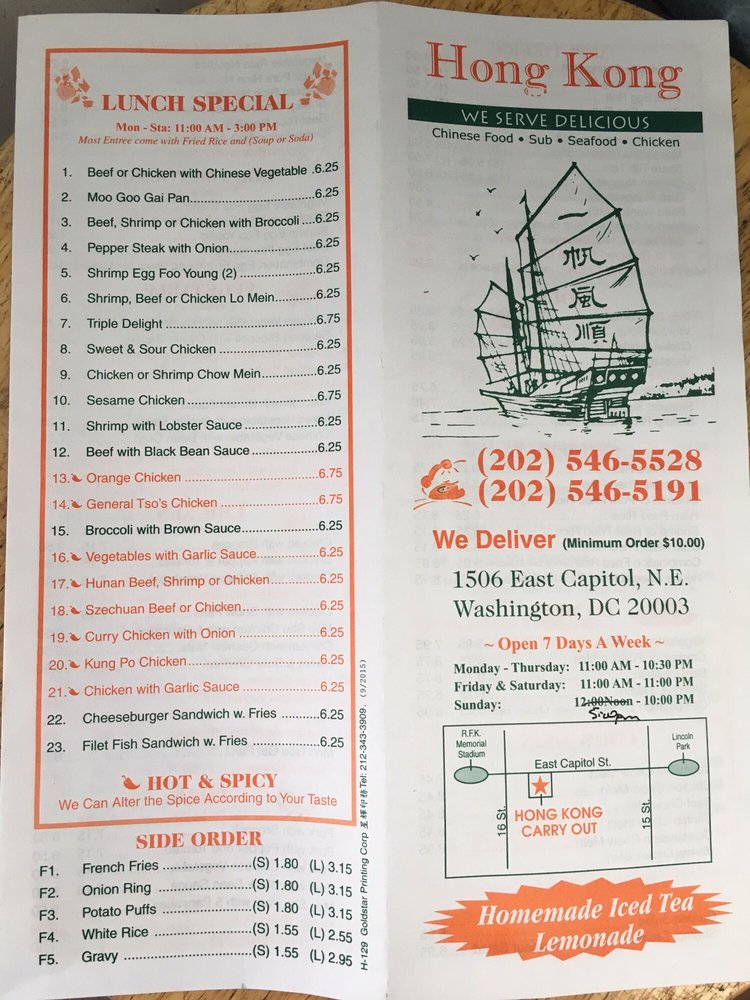 LUNCH SPECIAL
Mon - Sta: 11:00 AM - 3:00 PM
Most Entree come with Fried Rice and (Soup or Soda)
1. Beef or Chicken with Chinese Vegetable .6.25
2. Moo Goo Gai Pan..................................6.25
3. Beef, Shrimp or Chicken with Broccoli ....6.25
4. Pepper Steak with Onion........................6.25
5. Shrimp Egg Foo Young (2) .....................6.25
6. Shrimp, Beef or Chicken Lo Mein...........6.25
7. Triple Delight .........................................6.75
8. Sweet & Sour Chicken ...........................6.25
9. Chicken or Shrimp Chow Mein...............6.25
10. Sesame Chicken ...................................6.75
11. Shrimp with Lobster Sauce ....................6.25
12. Beef with Black Bean Sauce..................6.25
13. Orange Chicken ....................................6.75
14. General Tso's Chicken ..........................6.75
15. Broccoli with Brown Sauce.....................6.25
16. Vegetables with Garlic Sauce.................6.25
17. Hunan Beef, Shrimp or Chicken.............6.25
18. Szechuan Beef or Chicken.....................6.25
19. Curry Chicken with Onion ......................6.25
20. Kung Po Chicken...................................6.25
21. Chicken with Garlic Sauce .....................6.25
22. Cheeseburger Sandwich w. Fries ..........6.25
23. Filet Fish Sandwich w. Fries ..................6.25
HOT & SPICY
We Can Alter the Spice According to Your Taste
SIDE ORDER
F1. French Fries ........................(S) 1.80 (L) 3.15
F2. Onion Ring ..........................(S) 1.80 (L) 3.15
F3. Potato Puffs ........................(S) 1.80 (L) 3.15
F4. White Rice ...........................(S) 1.55 (L) 2.55
F5. Gravy ..................................(S) 1.55 (L) 2.95
H-129 Goldstar Printing Corp 星輝印務 Tel: 212-343-3909. (9/2015)
Hong Kong
WE SERVE DELICIOUS
Chinese Food • Sub • Seafood • Chicken
一
帆
風
順
(202) 546-5528
(202) 546-5191
We Deliver (Minimum Order $10.00)
1506 East Capitol, N.E.
Washington, DC 20003
~ Open 7 Days A Week ~
Monday - Thursday: 11:00 AM - 10:30 PM
Friday & Saturday: 11:00 AM - 11:00 PM
Sunday: 12:00 Noon - 10:00 PM
R.F.K.
Memorial
Stadium
Lincoln
Park
East Capitol St.
16 St.
15 St.
HONG KONG
CARRY OUT
Homemade Iced Tea
Lemonade